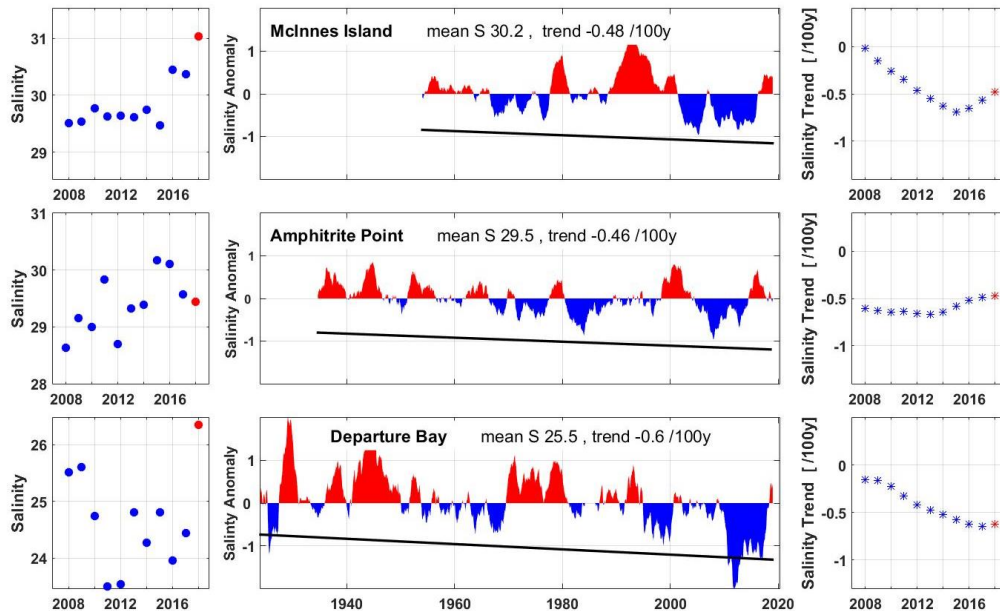 McInnes Island mean S 30.2 , trend -0.48 /100y
Salinity
31
30
29
2008 2012 2016
Salinity Anomaly
1
0
-1
Salinity Trend [ /100y]
0
-0.5
-1
2008 2012 2016
Amphitrite Point mean S 29.5 , trend -0.46 /100y
Salinity
31
30
29
28
2008 2012 2016
Salinity Anomaly
1
0
-1
Salinity Trend [ /100y]
0
-0.5
-1
2008 2012 2016
Departure Bay mean S 25.5 , trend -0.6 /100y
Salinity
26
25
24
2008 2012 2016
Salinity Anomaly
1
0
-1
1940 1960 1980 2000 2020
Salinity Trend [ /100y]
0
-0.5
-1
2008 2012 2016